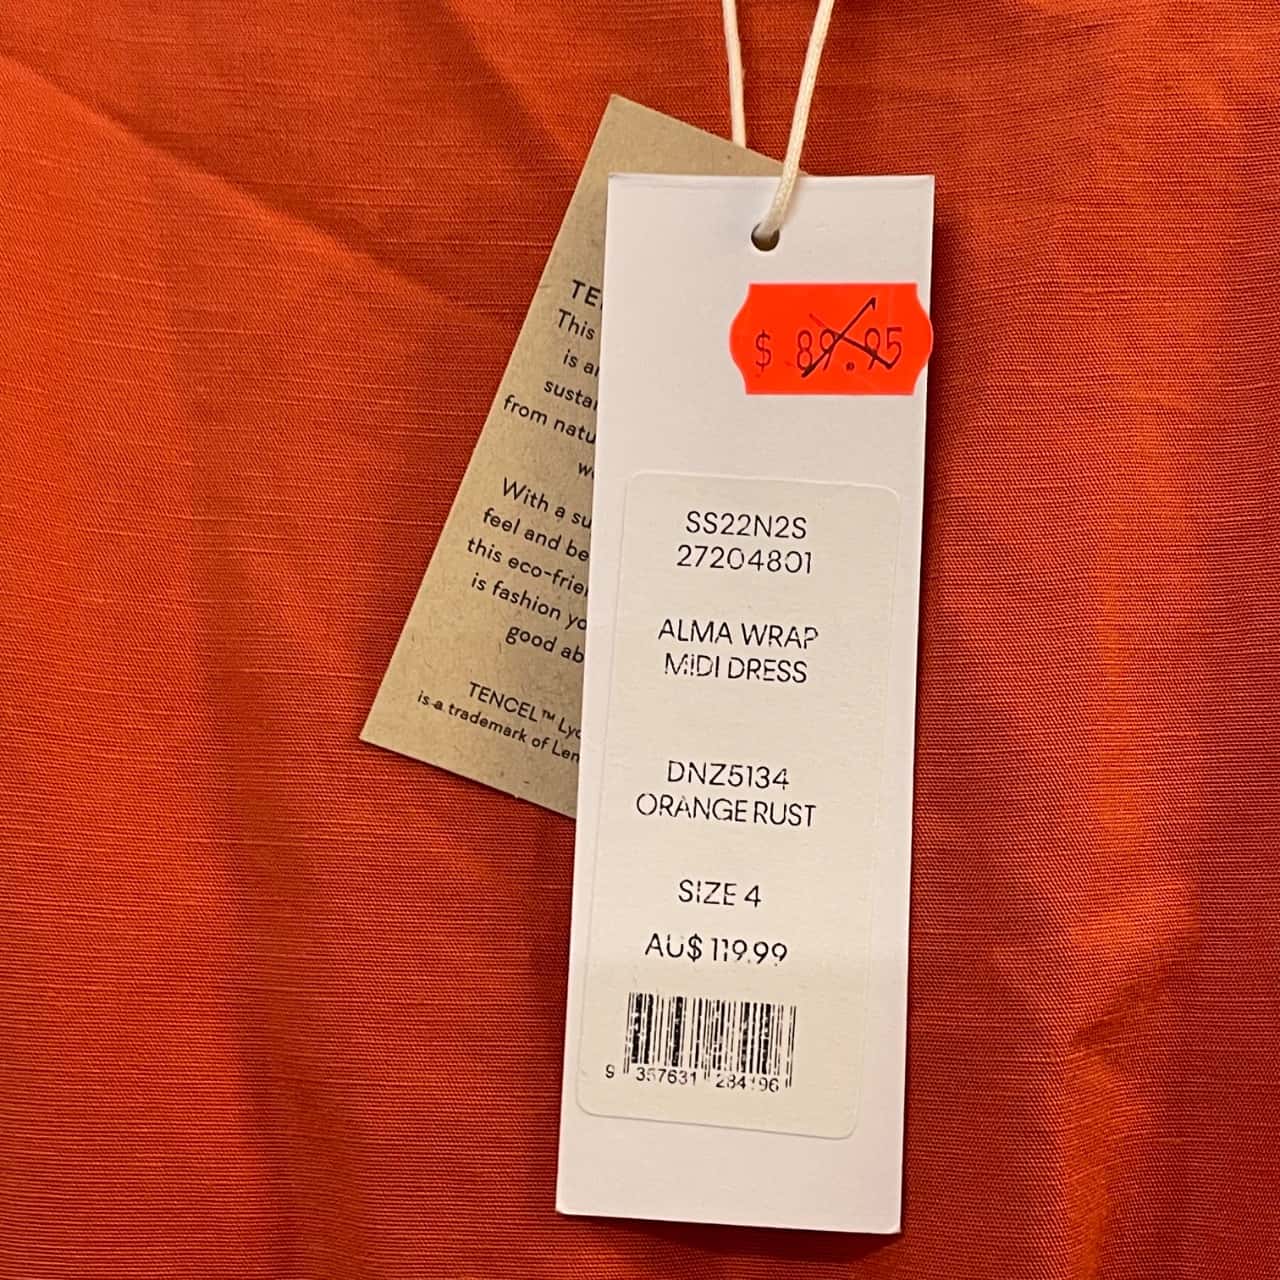 TE
This
is a
susta
from natu
w
With a su
feel and be
this eco-frie
is fashion yo
good ab
TENCEL™ Lyo
is a trademark of Len
$ 89.95
SS22N2S
27204801
ALMA WRAP
MIDI DRESS
DNZ5134
ORANGE RUST
SIZE 4
AU$ 119.99
9 357631 284196